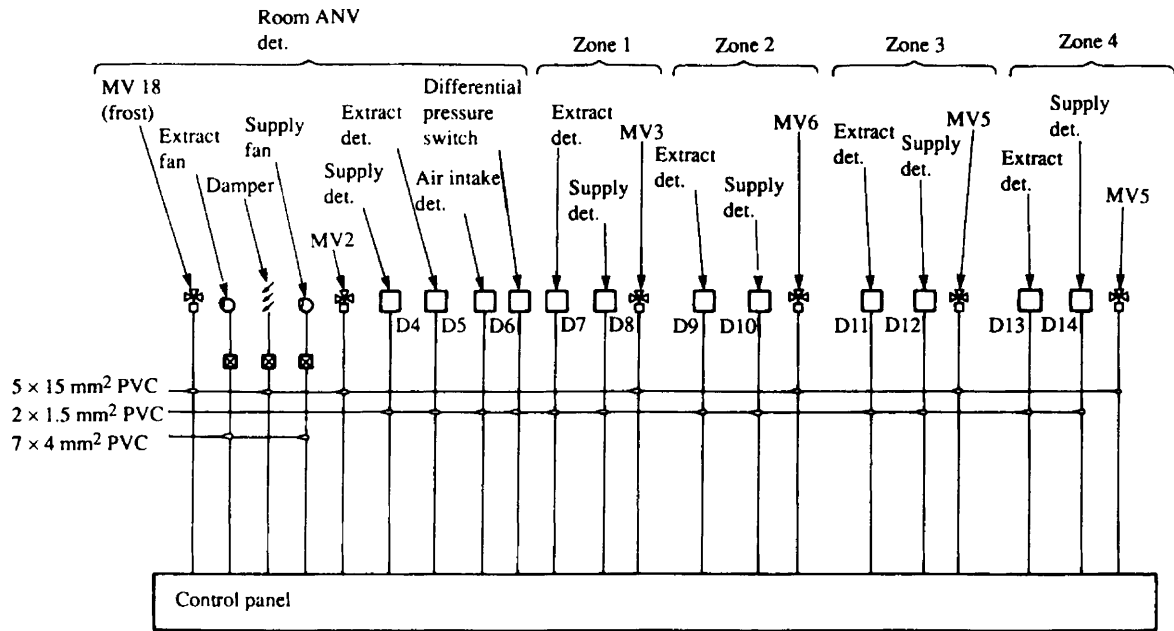 Room ANV
det.
Zone 1
Zone 2
Zone 3
Zone 4
MV 18
(frost)
Extract
fan
Damper
Supply
fan
MV2
Supply
det.
Extract
det.
Air intake
det.
Differential
pressure
switch
Extract
det.
Supply
det.
MV3
Extract
det.
Supply
det.
MV6
Extract
det.
Supply
det.
MV5
Extract
det.
Supply
det.
MV5
D4
D5
D6
D7
D8
D9
D10
D11
D12
D13
D14
5 × 15 mm² PVC
2 × 1.5 mm² PVC
7 × 4 mm² PVC
Control panel